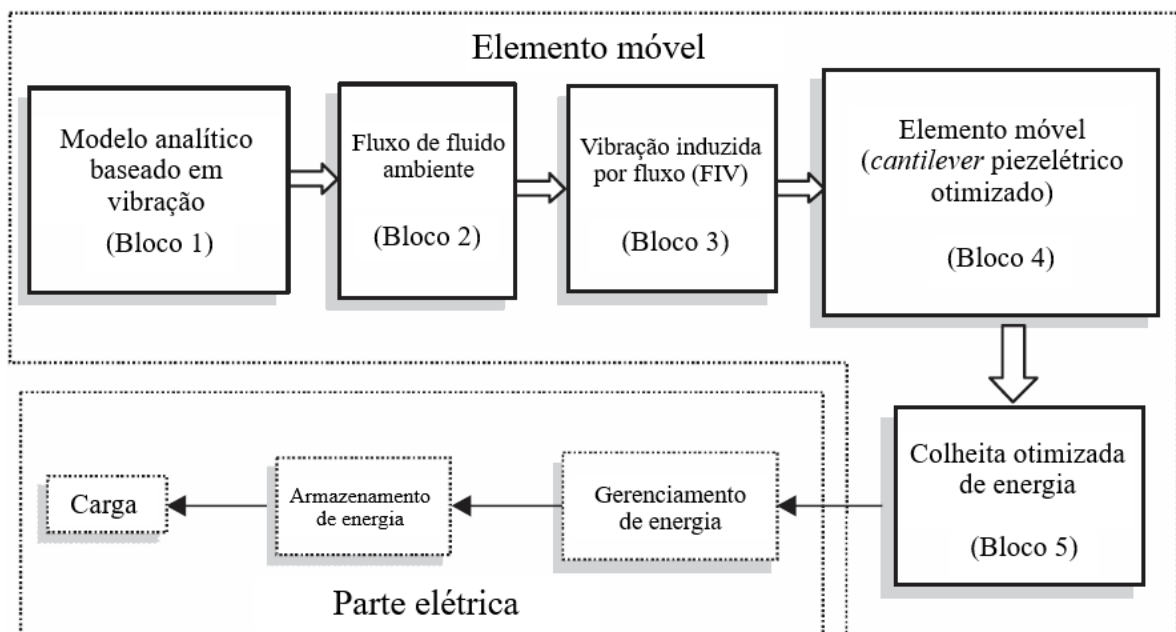 Elemento móvel
Modelo analítico
baseado em
vibração
(Bloco 1)
Fluxo de fluido
ambiente
(Bloco 2)
Vibração induzida
por fluxo (FIV)
(Bloco 3)
Elemento móvel
(cantilever piezelétrico
otimizado)
(Bloco 4)
Colheita otimizada
de energia
(Bloco 5)
Gerenciamento
de energia
Armazenamento
de energia
Carga
Parte elétrica